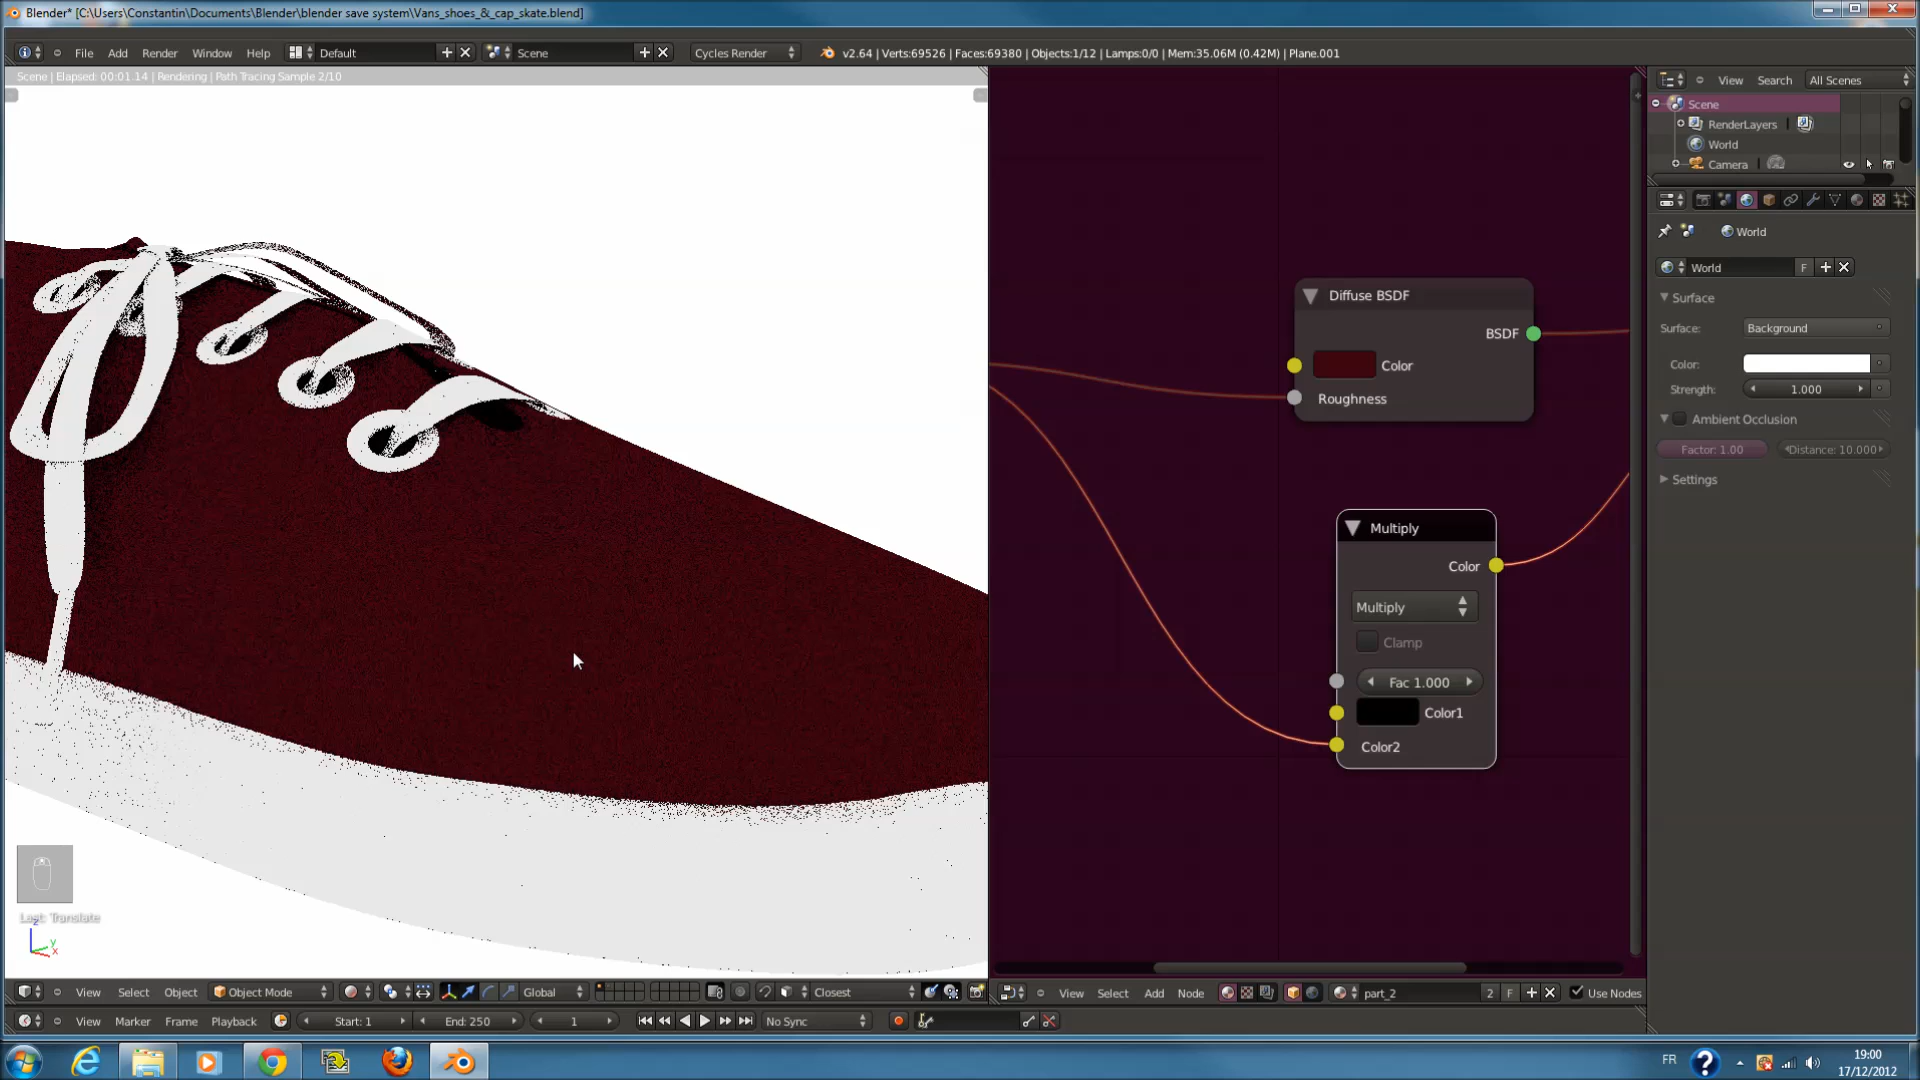 Blender* [C:\Users\Constantin\Documents\Blender\blender save system\Vans_shoes_&_cap_skate.blend]
File Add Render Window Help Default Scene Cycles Render v2.64 | Verts:69526 | Faces:69380 | Objects:1/12 | Lamps:0/0 | Mem:35.06M (0.42M) | Plane.001
Scene | Elapsed: 00:01.14 | Rendering | Path Tracing Sample 2/10
View Search All Scenes
Scene
RenderLayers |
World
Camera |
World
World F
Surface
Surface: Background
Color:
Strength: 1.000
Ambient Occlusion
Factor: 1.00 Distance: 10.000
Settings
Diffuse BSDF
BSDF
Color
Roughness
Multiply
Color
Multiply
Clamp
Fac 1.000
Color1
Color2
Last: Translate
z
y
x
View Select Object Object Mode Global Closest
View Select Add Node part_2 2 F Use Nodes
View Marker Frame Playback Start: 1 End: 250 1 No Sync
FR
19:00
17/12/2012